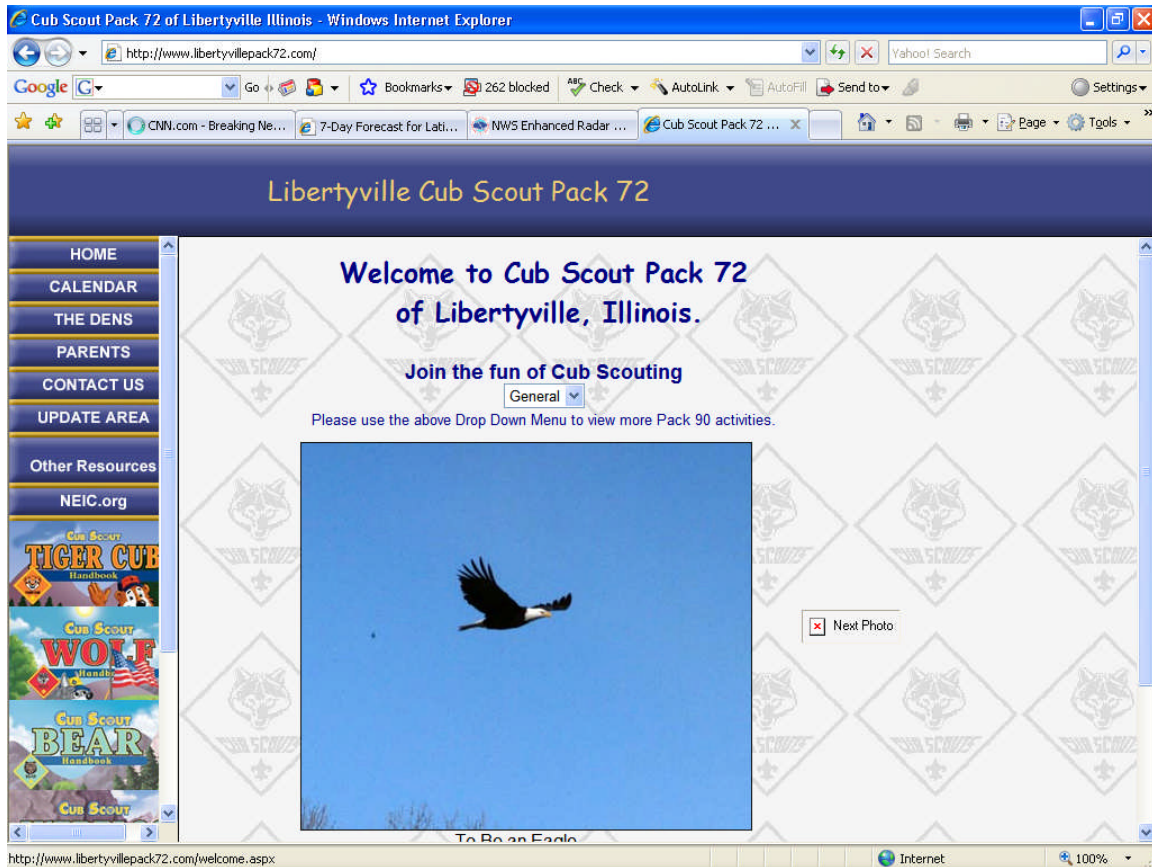 Cub Scout Pack 72 of Libertyville Illinois - Windows Internet Explorer
http://www.libertyvillepack72.com/
Yahoo! Search
Google G Go Bookmarks 262 blocked ABC Check AutoLink AutoFill Send to Settings
CNN.com - Breaking Ne... 7-Day Forecast for Lati... NWS Enhanced Radar ... Cub Scout Pack 72 ... X Page Tools »
Libertyville Cub Scout Pack 72
HOME
CALENDAR
THE DENS
PARENTS
CONTACT US
UPDATE AREA
Other Resources
NEIC.org
Cub Scout
TIGER CUB
Handbook
Cub Scout
WOLF
Handb
Cub Scout
BEAR
Handbook
Cub Scout
Welcome to Cub Scout Pack 72
of Libertyville, Illinois.
Join the fun of Cub Scouting
General
Please use the above Drop Down Menu to view more Pack 90 activities.
Next Photo
To Be an Eagle
CUB SCOUTS
http://www.libertyvillepack72.com/welcome.aspx
Internet
100%